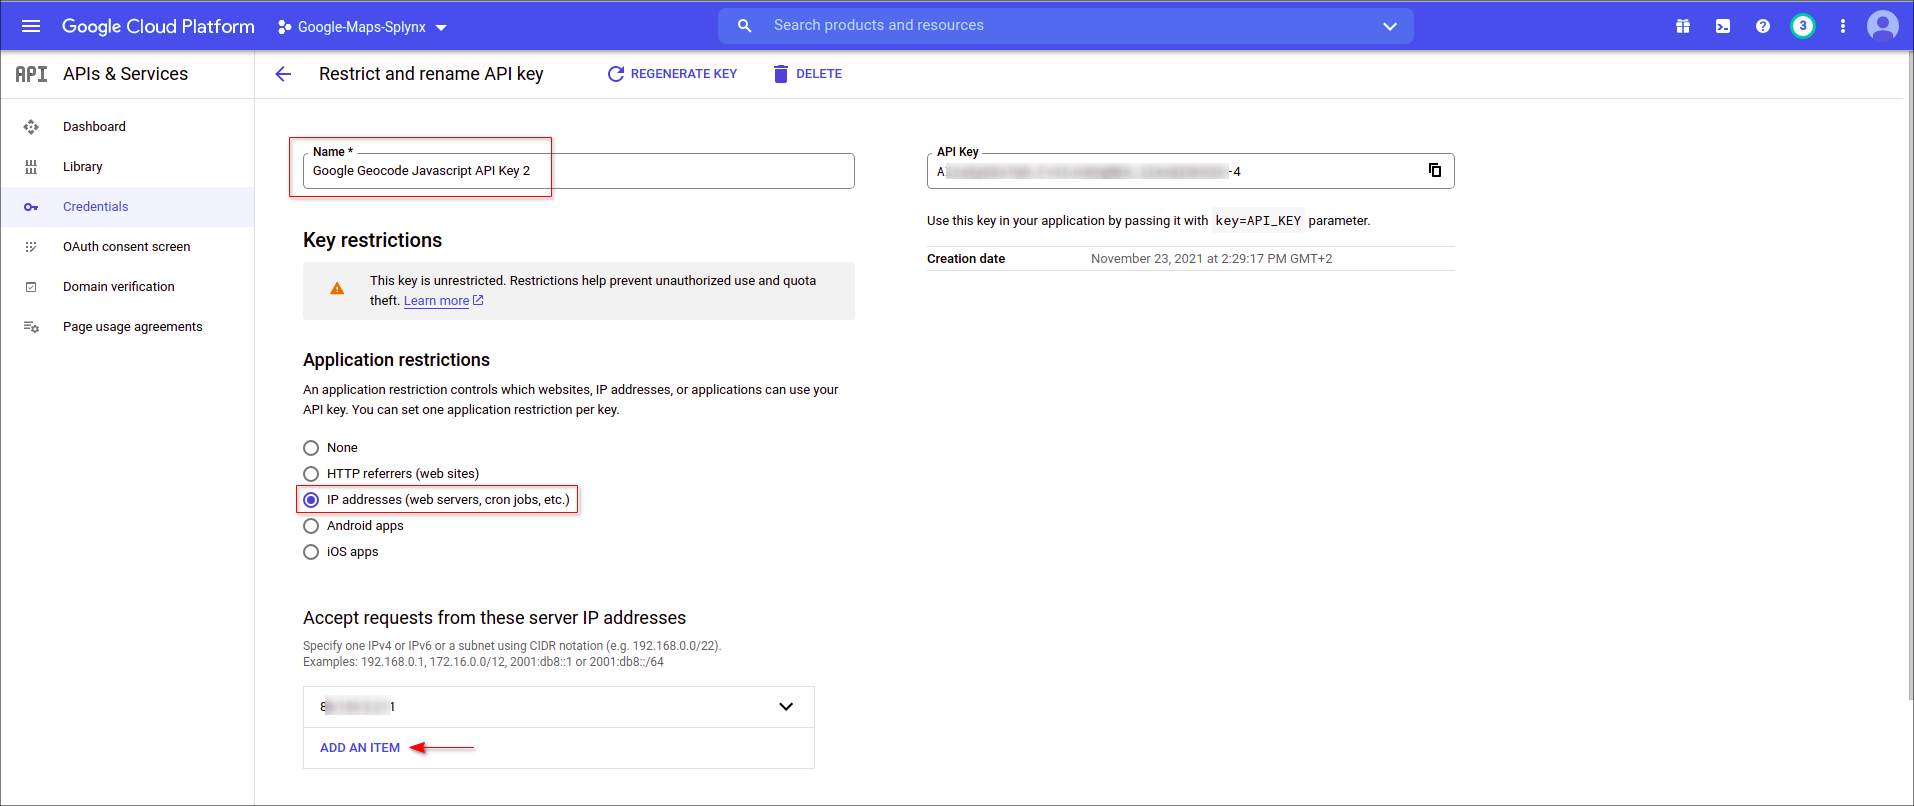 Google Cloud Platform
Google-Maps-Splynx
Search products and resources
3
API
APIs & Services
Restrict and rename API key
REGENERATE KEY
DELETE
Dashboard
Library
Credentials
OAuth consent screen
Domain verification
Page usage agreements
Name *
Google Geocode Javascript API Key 2
API Key
A
-4
Use this key in your application by passing it with key=API_KEY parameter.
Creation date November 23, 2021 at 2:29:17 PM GMT+2
Key restrictions
This key is unrestricted. Restrictions help prevent unauthorized use and quota
theft. Learn more
Application restrictions
An application restriction controls which websites, IP addresses, or applications can use your
API key. You can set one application restriction per key.
None
HTTP referrers (web sites)
IP addresses (web servers, cron jobs, etc.)
Android apps
iOS apps
Accept requests from these server IP addresses
Specify one IPv4 or IPv6 or a subnet using CIDR notation (e.g. 192.168.0.0/22).
Examples: 192.168.0.1, 172.16.0.0/12, 2001:db8::1 or 2001:db8::/64
ADD AN ITEM